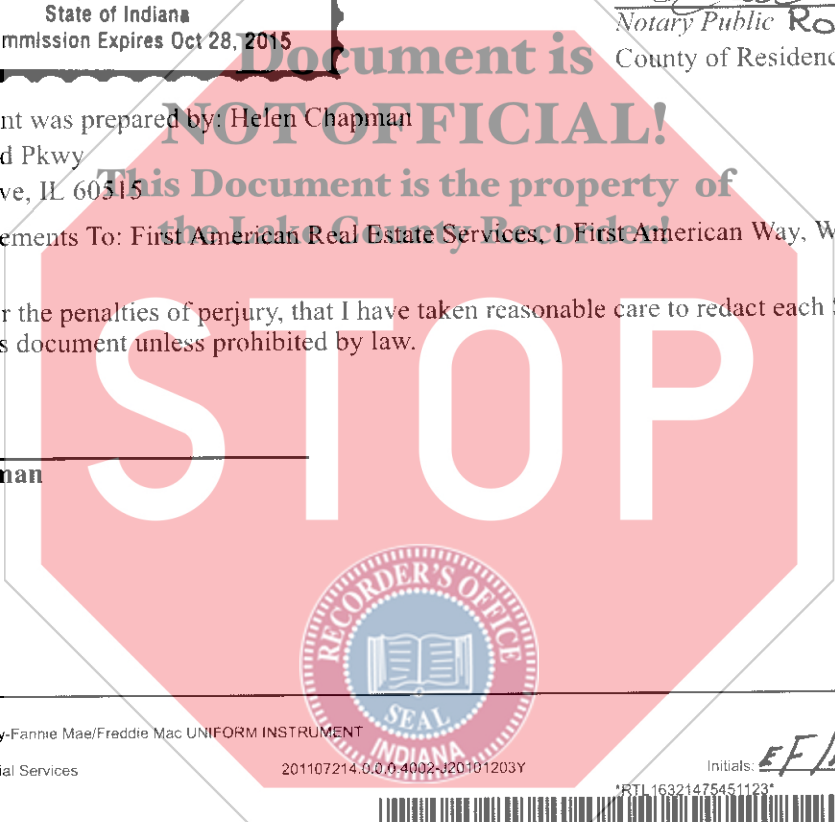 State of Indiana
mmission Expires Oct 28, 2015
Notary Public Ro
County of Residenc
Document is
NOT OFFICIAL!
This Document is the property of
the Lake County Recorder!
nt was prepared by: Helen Chapman
d Pkwy
ve, IL 60515
ements To: First American Real Estate Services, 1 First American Way, W
r the penalties of perjury, that I have taken reasonable care to redact each S
s document unless prohibited by law.
STOP
man
RECORDER'S OFFICE
SEAL
INDIANA
y-Fannie Mae/Freddie Mac UNIFORM INSTRUMENT
ial Services
201107214.0.0.0.4002-J20101203Y
Initials: EF/
*RTL16321475451123*